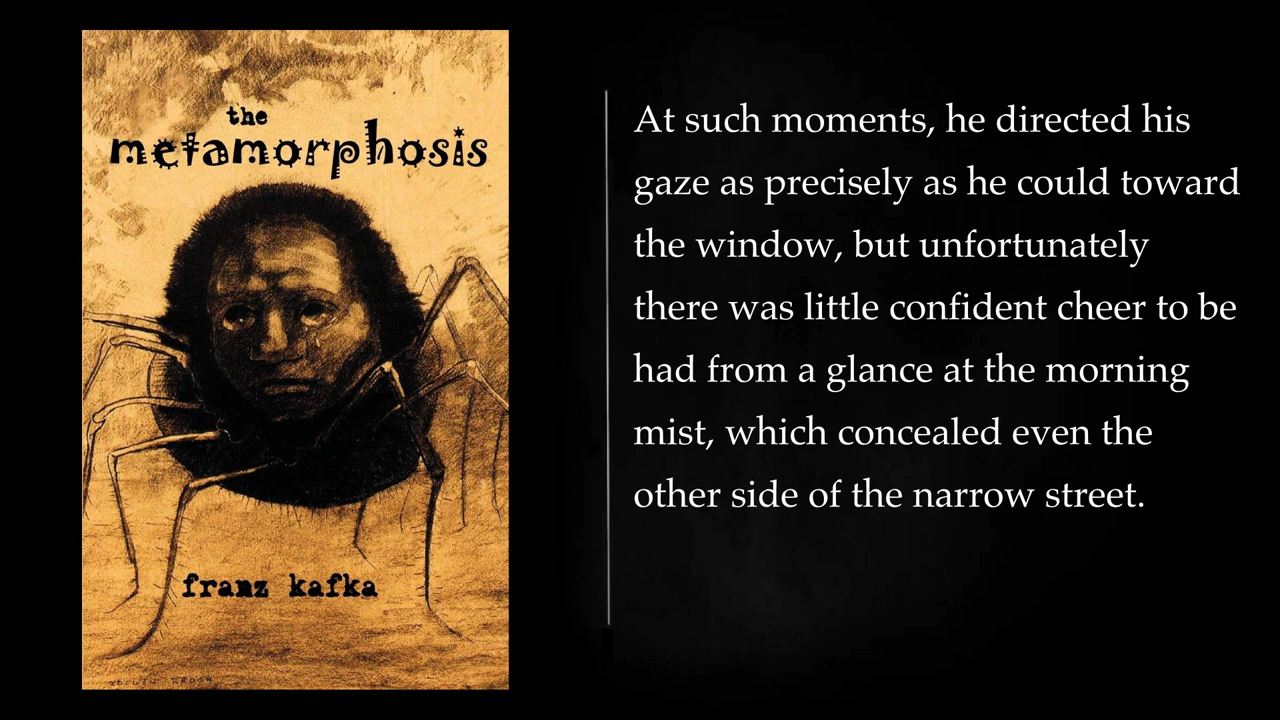 the
metamorphosis
franz kafka
ODILON REDON
At such moments, he directed his
gaze as precisely as he could toward
the window, but unfortunately
there was little confident cheer to be
had from a glance at the morning
mist, which concealed even the
other side of the narrow street.